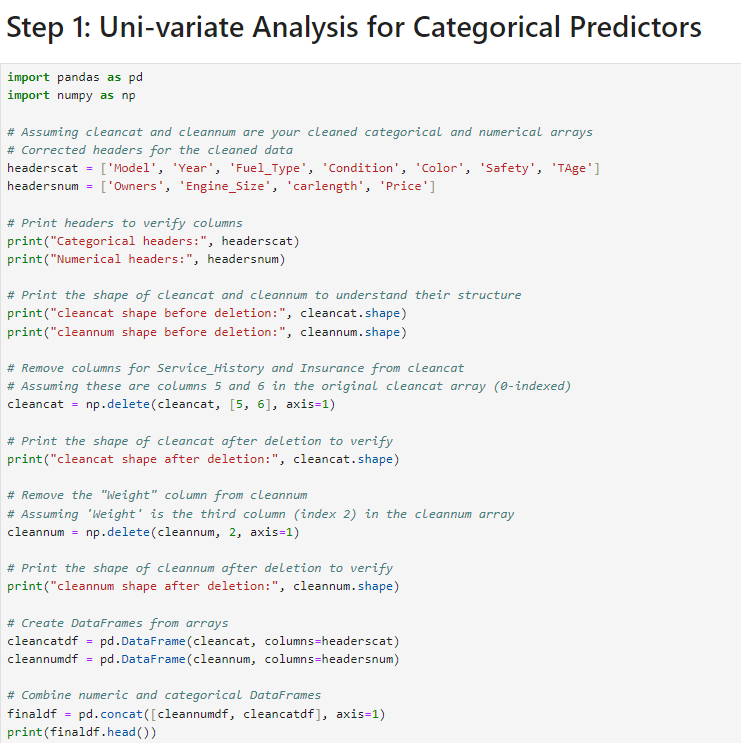 Step 1: Uni-variate Analysis for Categorical Predictors
import pandas as pd
import numpy as np
# Assuming cleancat and cleannum are your cleaned categorical and numerical arrays
# Corrected headers for the cleaned data
headerscat = ['Model', 'Year', 'Fuel_Type', 'Condition', 'Color', 'Safety', 'TAge']
headersnum = ['Owners', 'Engine_Size', 'carlength', 'Price']
# Print headers to verify columns
print("Categorical headers:", headerscat)
print("Numerical headers:", headersnum)
# Print the shape of cleancat and cleannum to understand their structure
print("cleancat shape before deletion:", cleancat.shape)
print("cleannum shape before deletion:", cleannum.shape)
# Remove columns for Service_History and Insurance from cleancat
# Assuming these are columns 5 and 6 in the original cleancat array (0-indexed)
cleancat = np.delete(cleancat, [5, 6], axis=1)
# Print the shape of cleancat after deletion to verify
print("cleancat shape after deletion:", cleancat.shape)
# Remove the "Weight" column from cleannum
# Assuming 'Weight' is the third column (index 2) in the cleannum array
cleannum = np.delete(cleannum, 2, axis=1)
# Print the shape of cleannum after deletion to verify
print("cleannum shape after deletion:", cleannum.shape)
# Create DataFrames from arrays
cleancatdf = pd.DataFrame(cleancat, columns=headerscat)
cleannumdf = pd.DataFrame(cleannum, columns=headersnum)
# Combine numeric and categorical DataFrames
finaldf = pd.concat([cleannumdf, cleancatdf], axis=1)
print(finaldf.head())